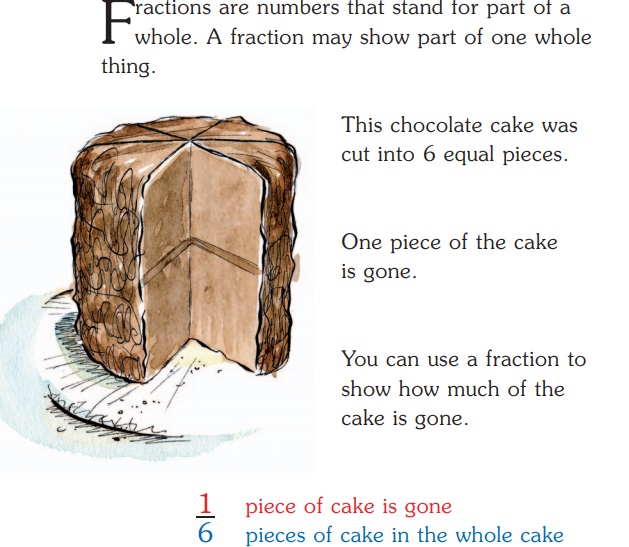 Fractions are numbers that stand for part of a
whole. A fraction may show part of one whole
thing.
This chocolate cake was
cut into 6 equal pieces.
One piece of the cake
is gone.
You can use a fraction to
show how much of the
cake is gone.
1 piece of cake is gone
6 pieces of cake in the whole cake